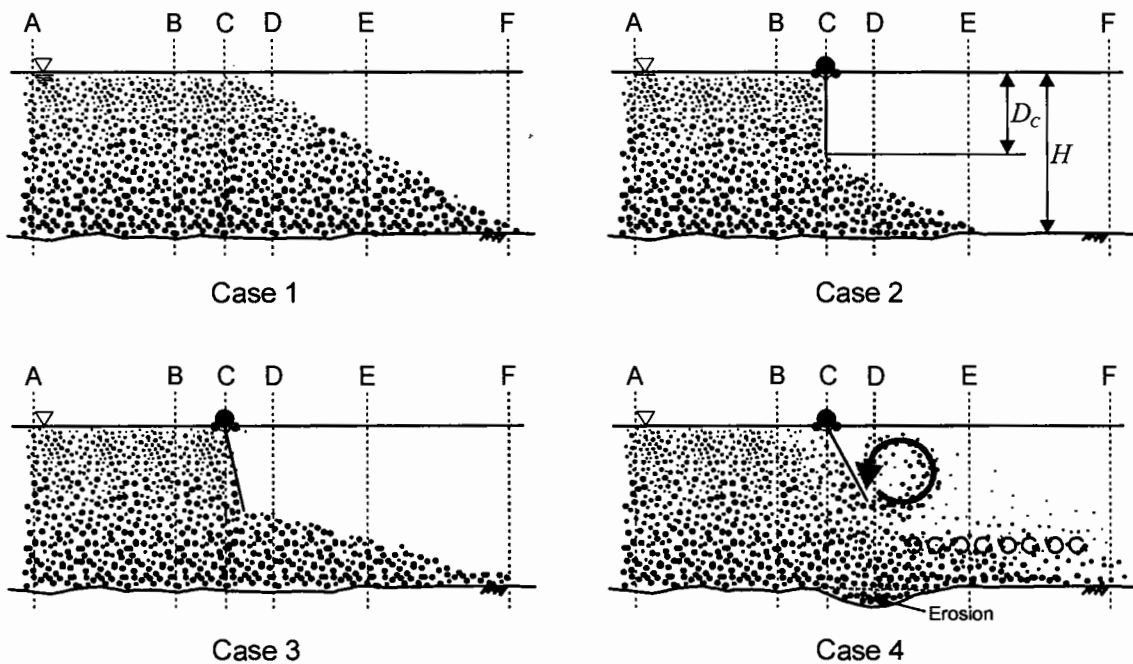 A B C D E F
A B C D E F
D_c
H
Case 1
Case 2
A B C D E F
A B C D E F
Erosion
Case 3
Case 4